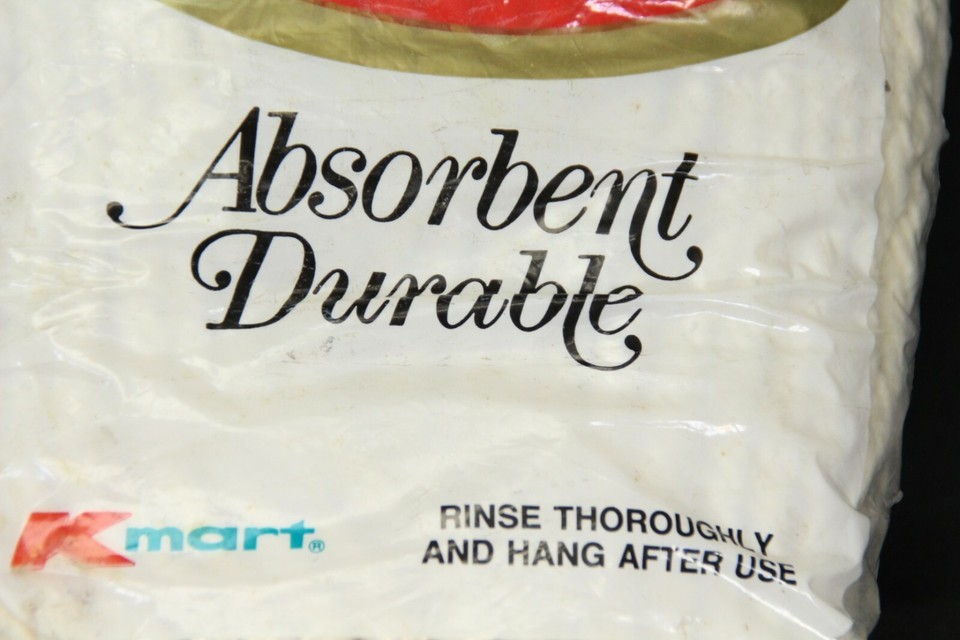 Absorbent
Durable
Kmart®
RINSE THOROUGHLY
AND HANG AFTER USE